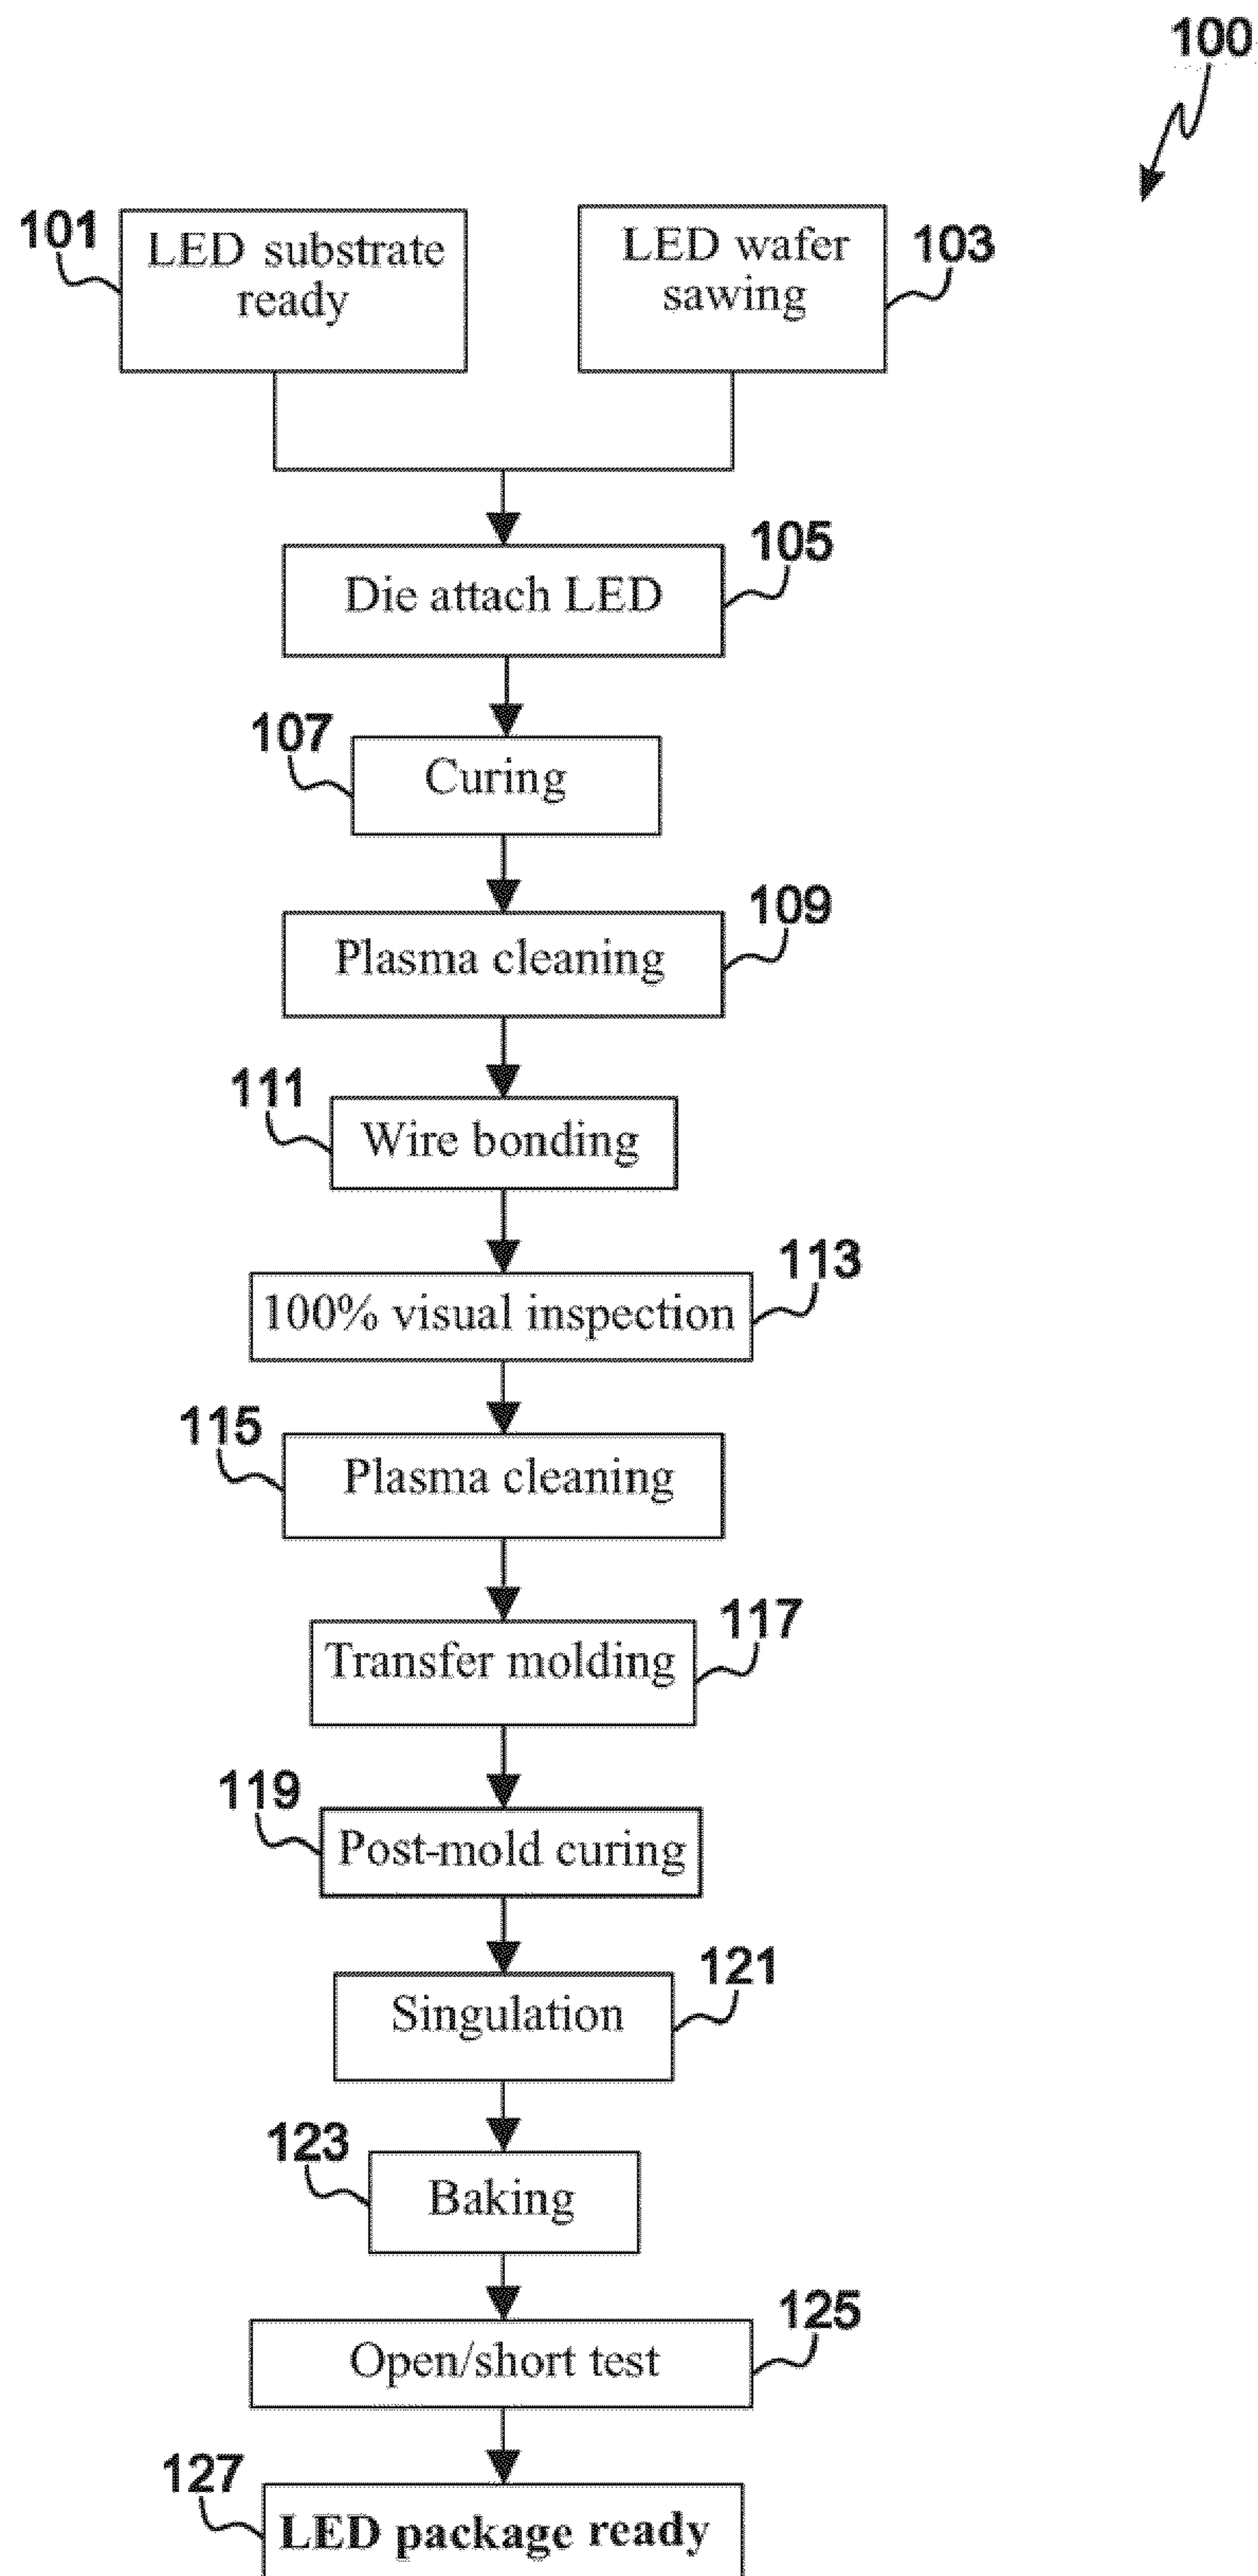 100
101
LED substrate
ready
LED wafer
sawing
103
Die attach LED
105
107
Curing
Plasma cleaning
109
111
Wire bonding
113
100% visual inspection
115
Plasma cleaning
Transfer molding
117
119
Post-mold curing
121
Singulation
123
Baking
125
Open/short test
127
LED package ready